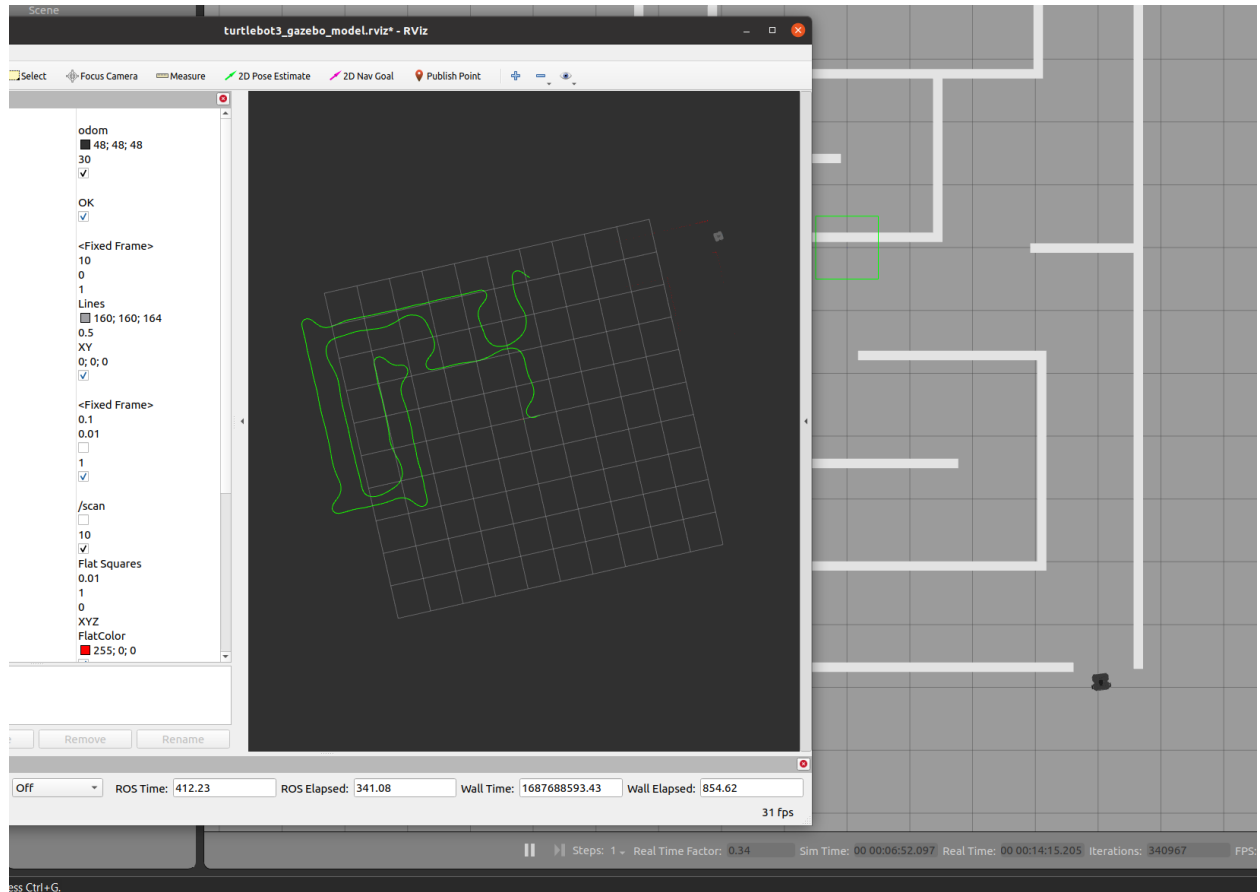 Scene
turtlebot3_gazebo_model.rviz* - RViz
Select Focus Camera Measure 2D Pose Estimate 2D Nav Goal Publish Point
odom
48; 48; 48
30
OK
<Fixed Frame>
10
0
1
Lines
160; 160; 164
0.5
XY
0; 0; 0
<Fixed Frame>
0.1
0.01
1
/scan
10
Flat Squares
0.01
1
0
XYZ
FlatColor
255; 0; 0
Remove Rename
Off ROS Time: 412.23 ROS Elapsed: 341.08 Wall Time: 1687688593.43 Wall Elapsed: 854.62
31 fps
Steps: 1 Real Time Factor: 0.34 Sim Time: 00 00:06:52.097 Real Time: 00 00:14:15.205 Iterations: 340967 FPS:
ess Ctrl+G.